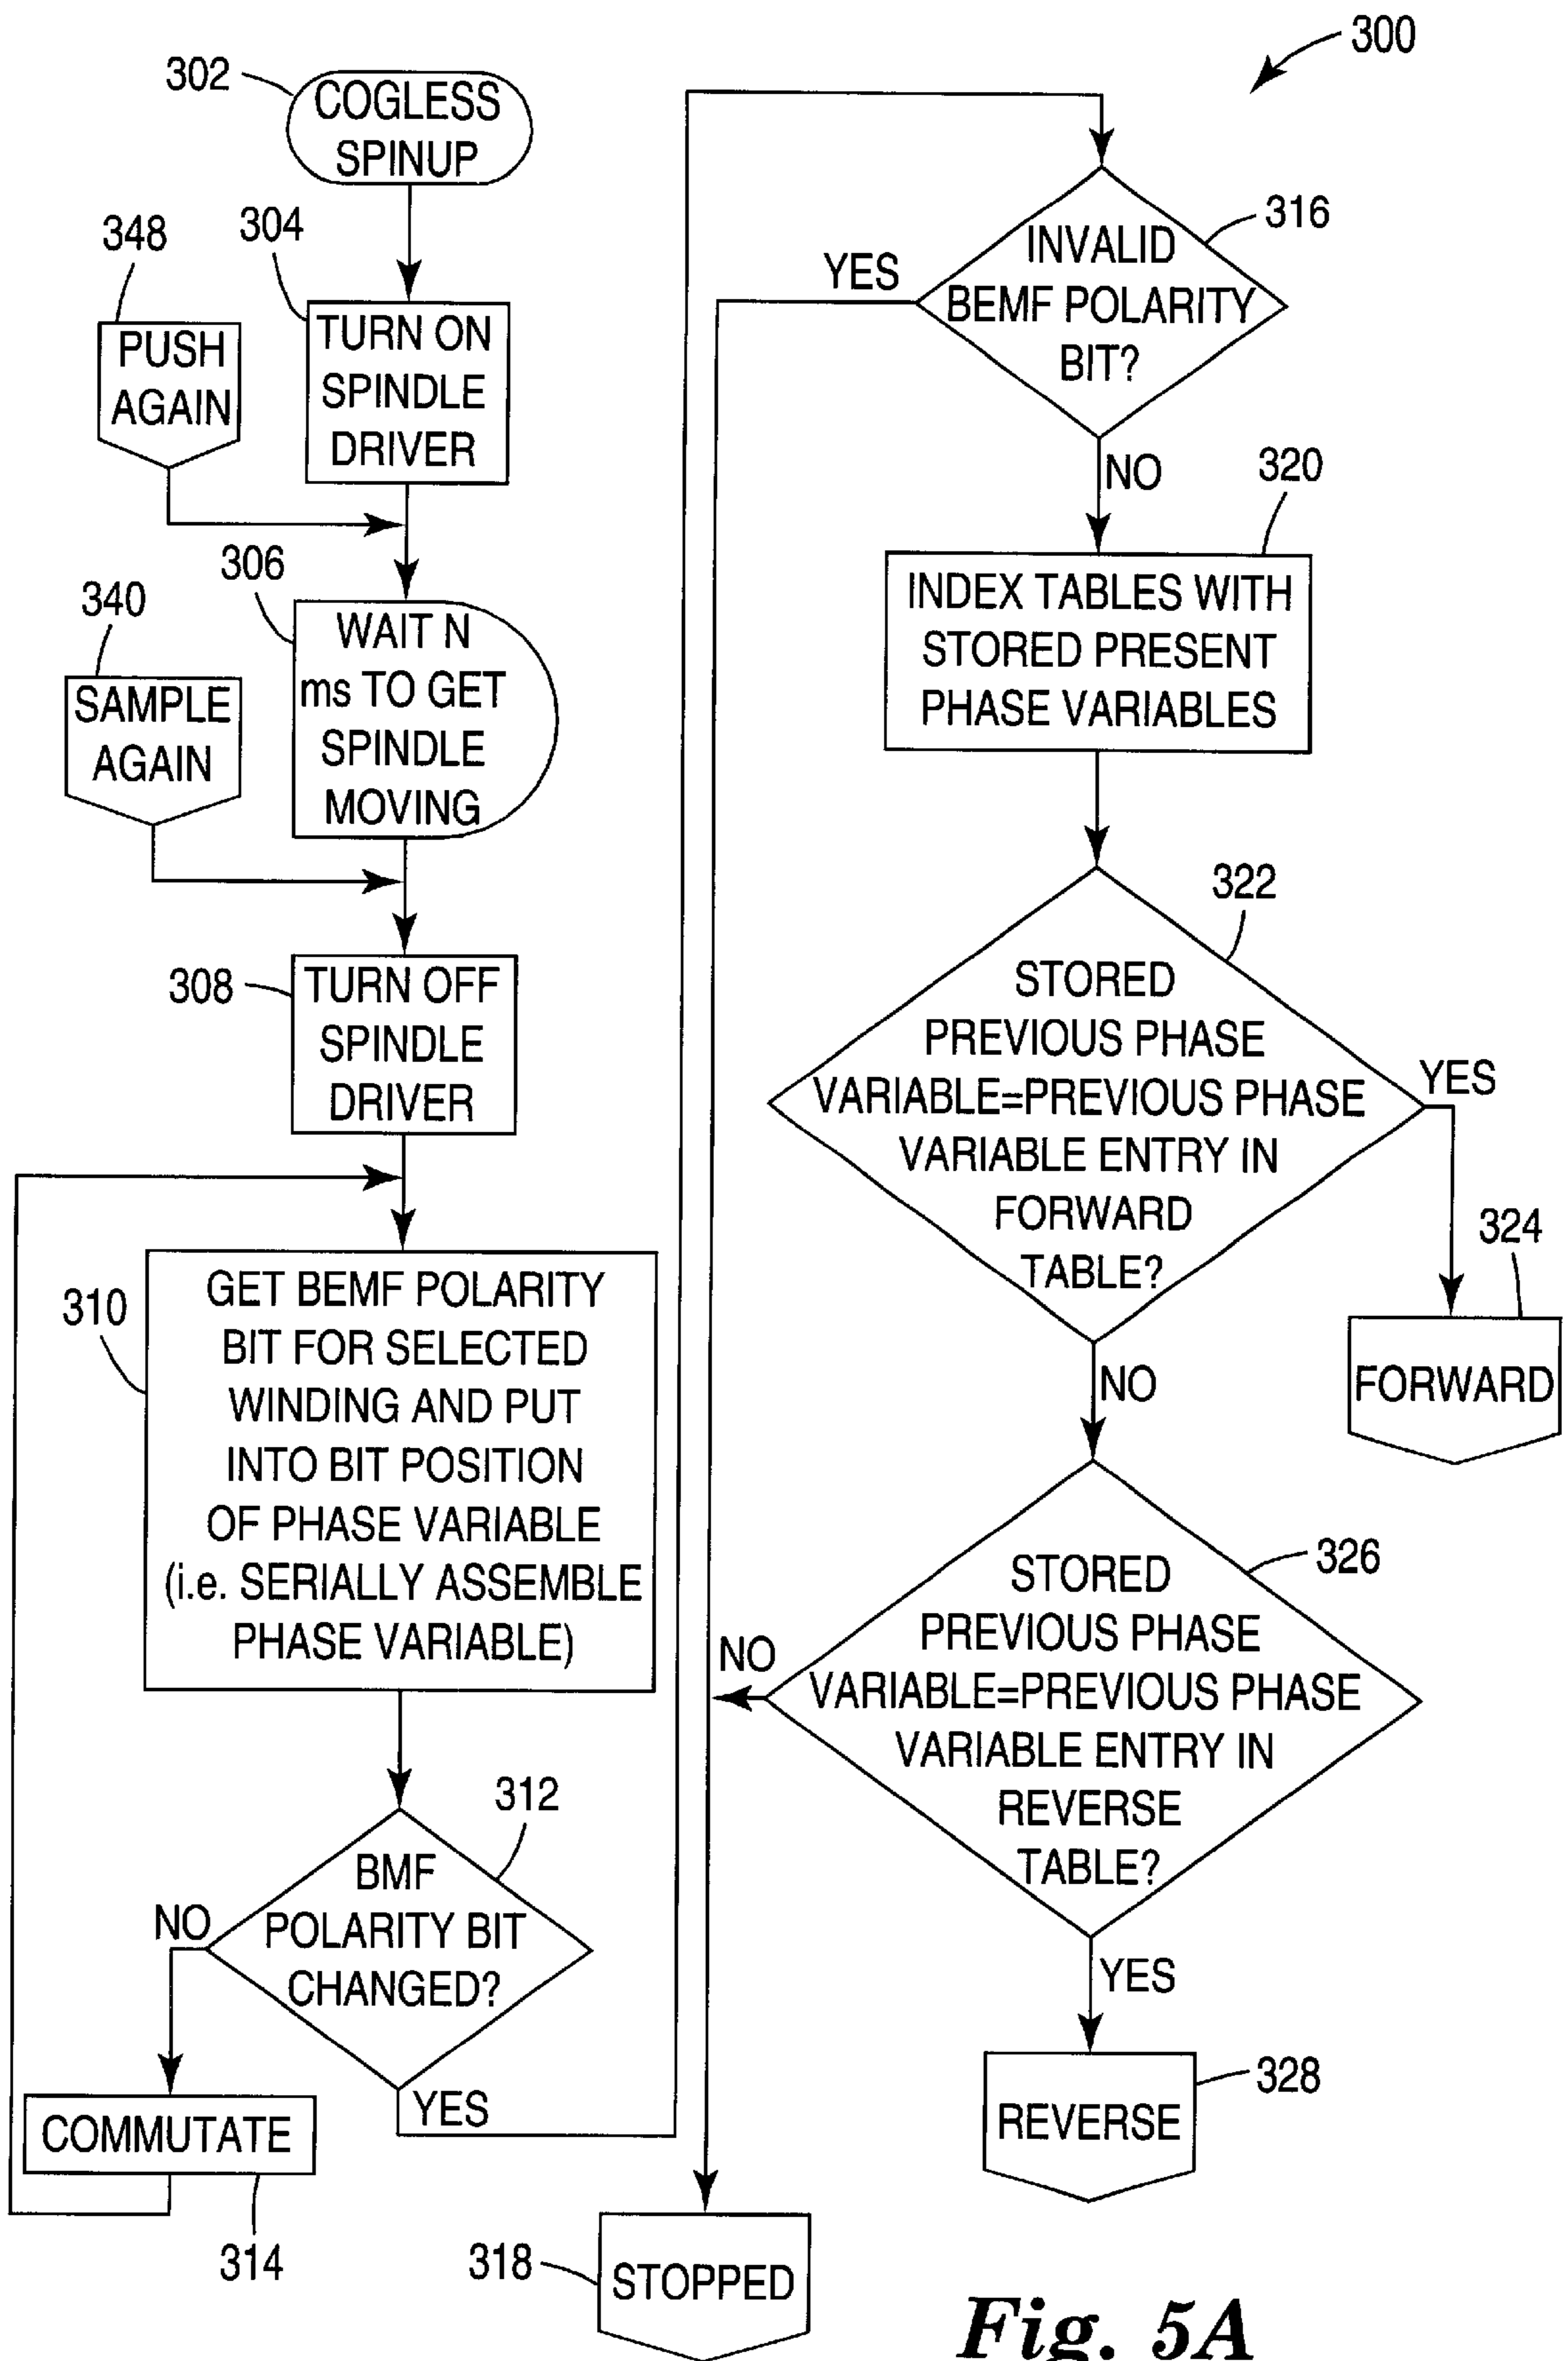 300
302
COGLESS
SPINUP
348
304
PUSH
AGAIN
TURN ON
SPINDLE
DRIVER
306
340
WAIT N
ms TO GET
SPINDLE
MOVING
SAMPLE
AGAIN
308
TURN OFF
SPINDLE
DRIVER
310
GET BEMF POLARITY
BIT FOR SELECTED
WINDING AND PUT
INTO BIT POSITION
OF PHASE VARIABLE
(i.e. SERIALLY ASSEMBLE
PHASE VARIABLE)
312
BMF
POLARITY BIT
CHANGED?
NO
YES
COMMUTATE
314
316
INVALID
BEMF POLARITY
BIT?
YES
NO
320
INDEX TABLES WITH
STORED PRESENT
PHASE VARIABLES
322
STORED
PREVIOUS PHASE
VARIABLE=PREVIOUS PHASE
VARIABLE ENTRY IN
FORWARD
TABLE?
YES
324
FORWARD
NO
326
STORED
PREVIOUS PHASE
VARIABLE=PREVIOUS PHASE
VARIABLE ENTRY IN
REVERSE
TABLE?
NO
YES
328
REVERSE
318
STOPPED
Fig. 5A